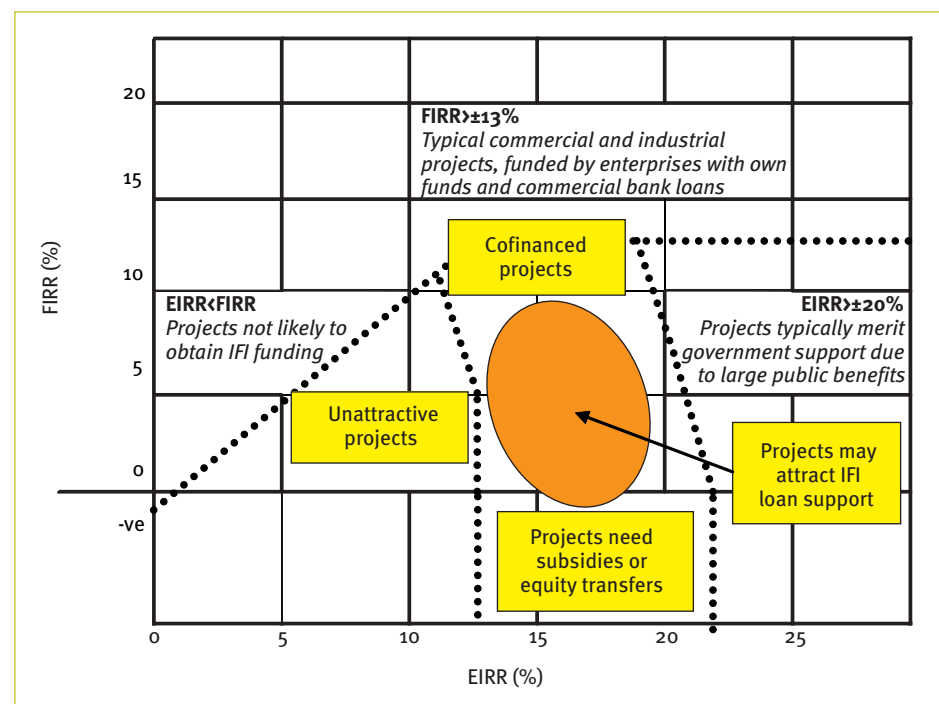 20
15
10
5
0
-ve
FIRR (%)
FIRR>±13%
Typical commercial and industrial
projects, funded by enterprises with own
funds and commercial bank loans
Cofinanced
projects
EIRR<FIRR
Projects not likely to
obtain IFI funding
EIRR>±20%
Projects typically merit
government support due
to large public benefits
Unattractive
projects
Projects may
attract IFI
loan support
Projects need
subsidies or
equity transfers
0
5
10
15
20
25
EIRR (%)